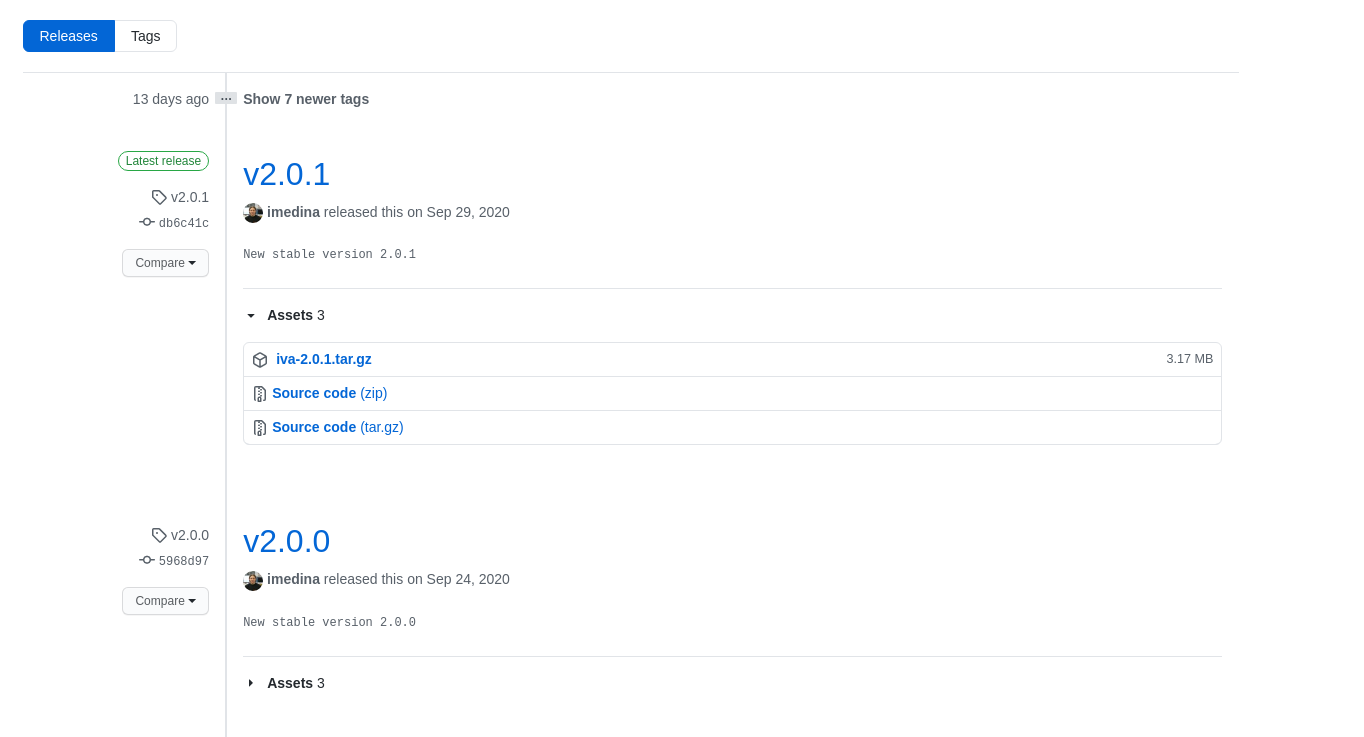 Releases Tags
13 days ago ... Show 7 newer tags
Latest release
v2.0.1
v2.0.1
imedina released this on Sep 29, 2020
db6c41c
New stable version 2.0.1
Compare
Assets 3
iva-2.0.1.tar.gz 3.17 MB
Source code (zip)
Source code (tar.gz)
v2.0.0
v2.0.0
5968d97
imedina released this on Sep 24, 2020
Compare
New stable version 2.0.0
Assets 3